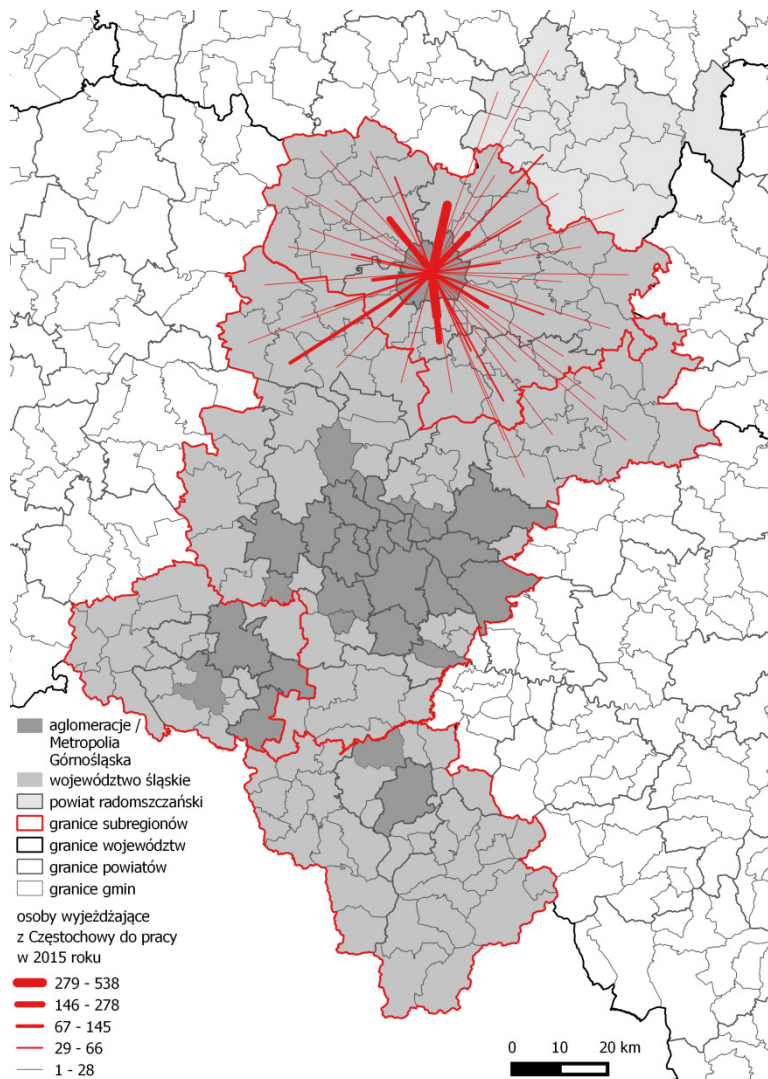 aglomeracje /
Metropolia
Górnośląska
województwo śląskie
powiat radomszczański
granice subregionów
granice województw
granice powiatów
granice gmin
osoby wyjeżdżające
z Częstochowy do pracy
w 2015 roku
279 - 538
146 - 278
67 - 145
29 - 66
1 - 28
0 10 20 km